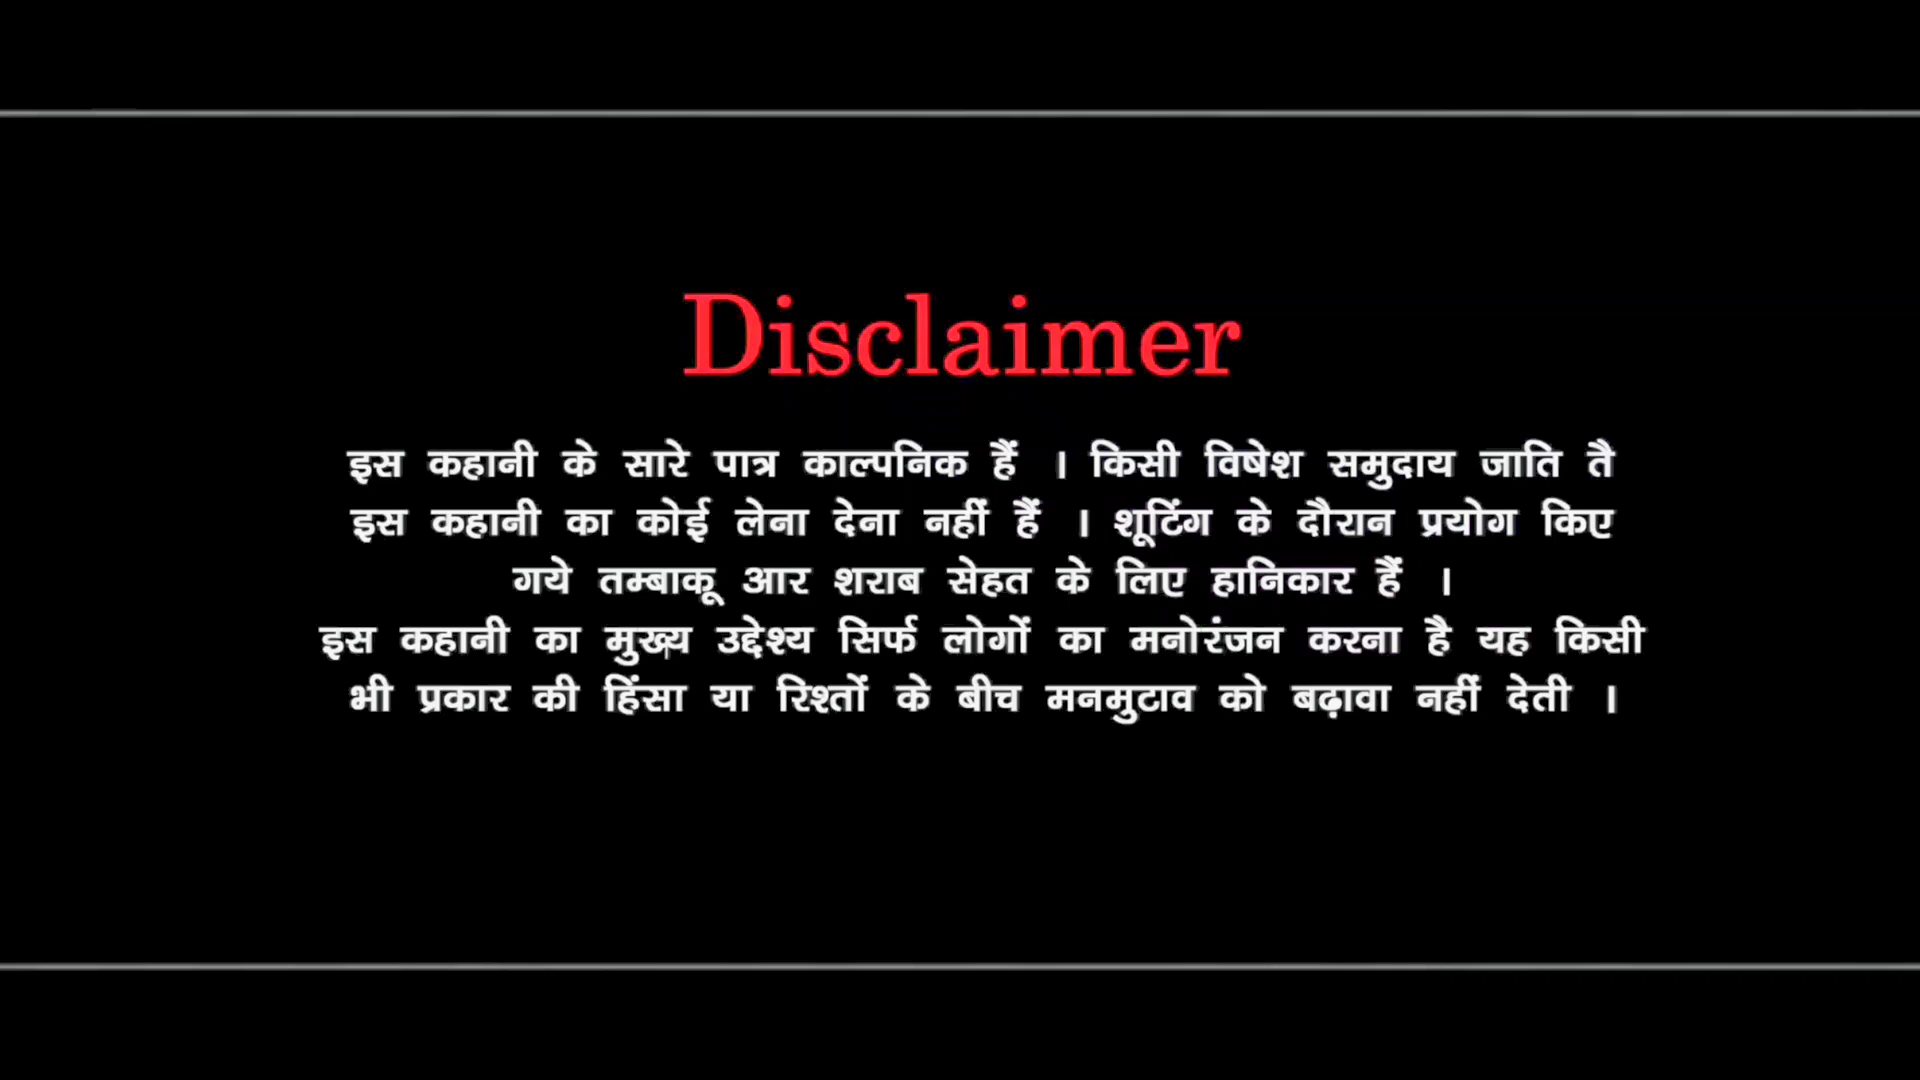 Disclaimer
इस कहानी के सारे पात्र काल्पनिक हैं । किसी विषेश समुदाय जाति तै
इस कहानी का कोई लेना देना नहीं हैं । शूटिंग के दौरान प्रयोग किए
गये तम्बाकू आर शराब सेहत के लिए हानिकार हैं ।
इस कहानी का मुख्य उद्देश्य सिर्फ लोगों का मनोरंजन करना है यह किसी
भी प्रकार की हिंसा या रिश्तों के बीच मनमुटाव को बढ़ावा नहीं देती ।